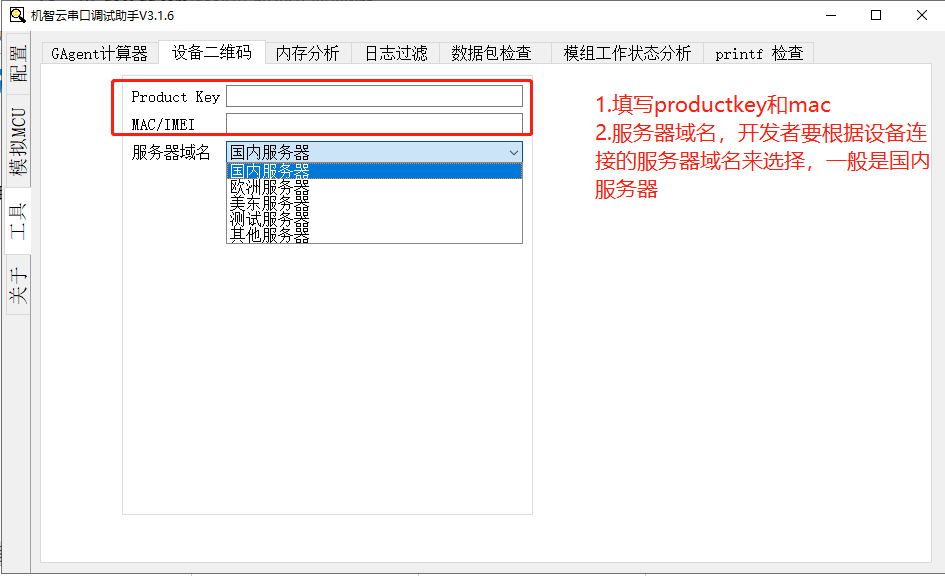 机智云串口调试助手V3.1.6
配置
模拟MCU
工具
关于
GAgent计算器 设备二维码 内存分析 日志过滤 数据包检查 模组工作状态分析 printf 检查
Product Key
MAC/IMEI
服务器域名 国内服务器
国内服务器
欧洲服务器
美东服务器
测试服务器
其他服务器
1.填写productkey和mac
2.服务器域名，开发者要根据设备连
接的服务器域名来选择，一般是国内
服务器